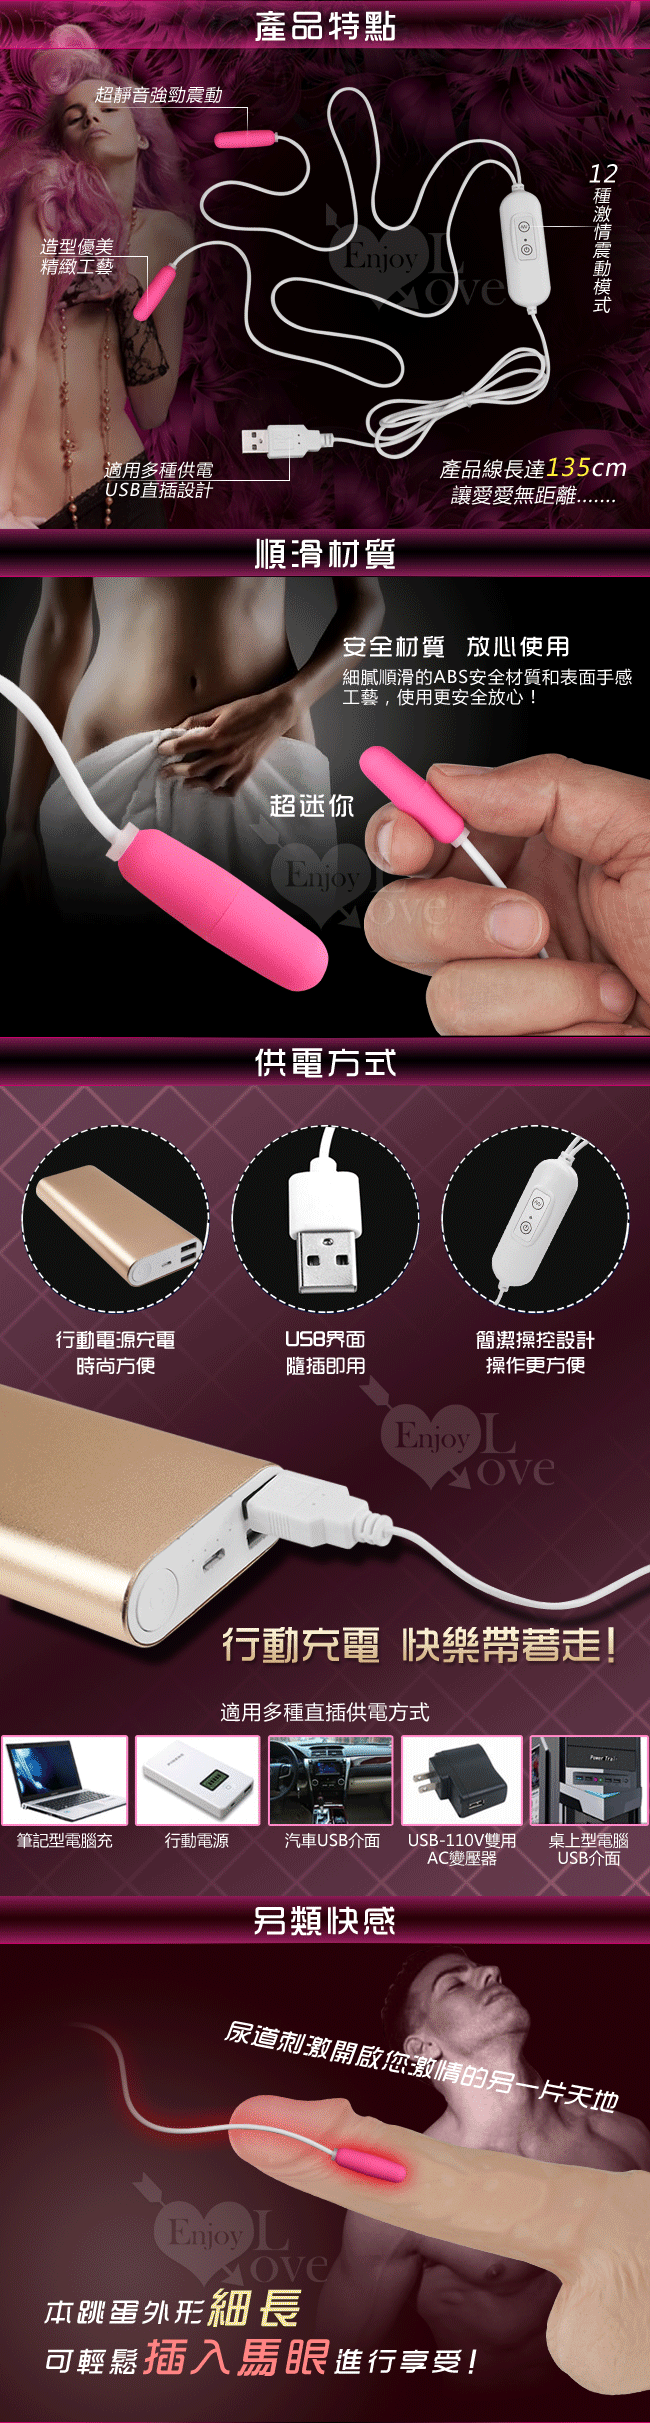 產品特點
超靜音強勁震動
12種激情震動模式
造型優美
精緻工藝
Enjoy Love
適用多種供電
USB直插設計
產品線長達135cm
讓愛愛無距離.......
順滑材質
安全材質 放心使用
細膩順滑的ABS安全材質和表面手感
工藝，使用更安全放心！
超迷你
Enjoy Love
供電方式
行動電源充電
時尚方便
USB界面
隨插即用
簡潔操控設計
操作更方便
Enjoy Love
行動充電 快樂帶著走!
適用多種直插供電方式
筆記型電腦充
行動電源
汽車USB介面
USB-110V雙用
AC變壓器
桌上型電腦
USB介面
另類快感
尿道刺激開啟您激情的另一片天地
Enjoy Love
本跳蛋外形細長
可輕鬆插入馬眼進行享受!